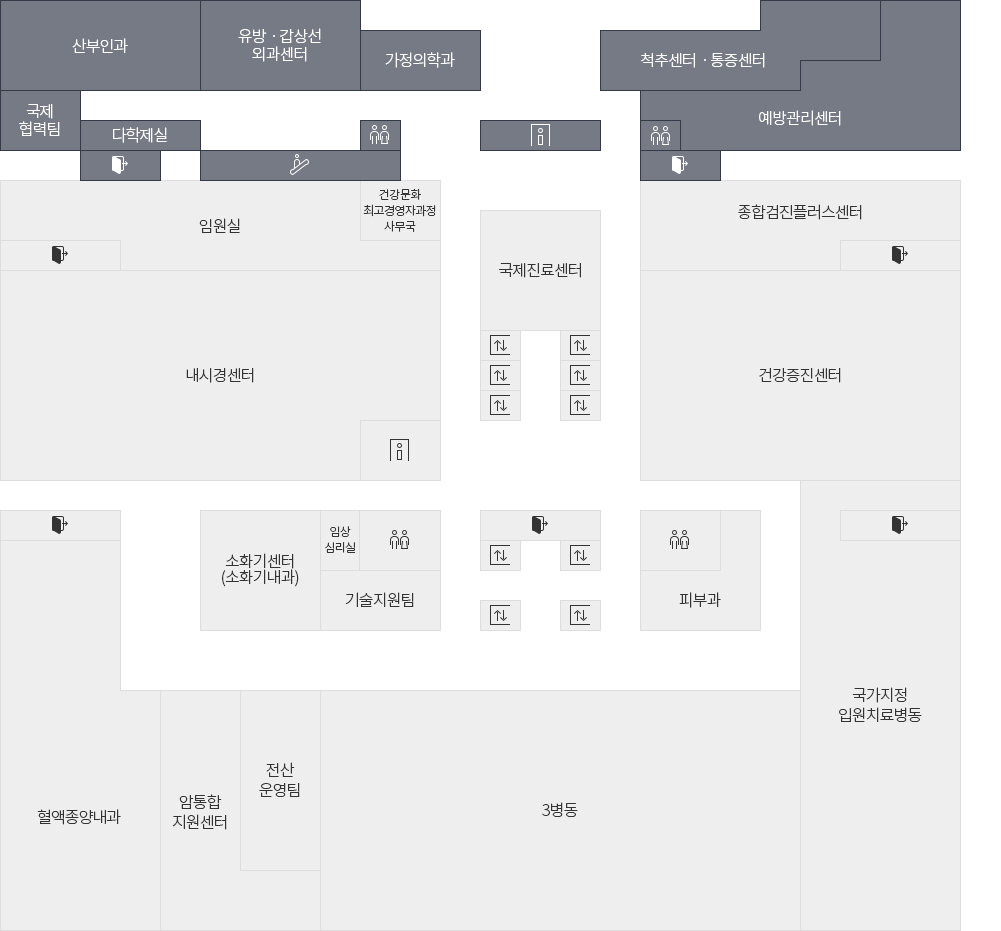 산부인과
유방 · 갑상선
외과센터
가정의학과
척추센터 · 통증센터
국제
협력팀
다학제실
예방관리센터
임원실
건강문화
최고경영자과정
사무국
종합검진플러스센터
국제진료센터
내시경센터
건강증진센터
소화기센터
(소화기내과)
임상
심리실
기술지원팀
피부과
국가지정
입원치료병동
혈액종양내과
암통합
지원센터
전산
운영팀
3병동